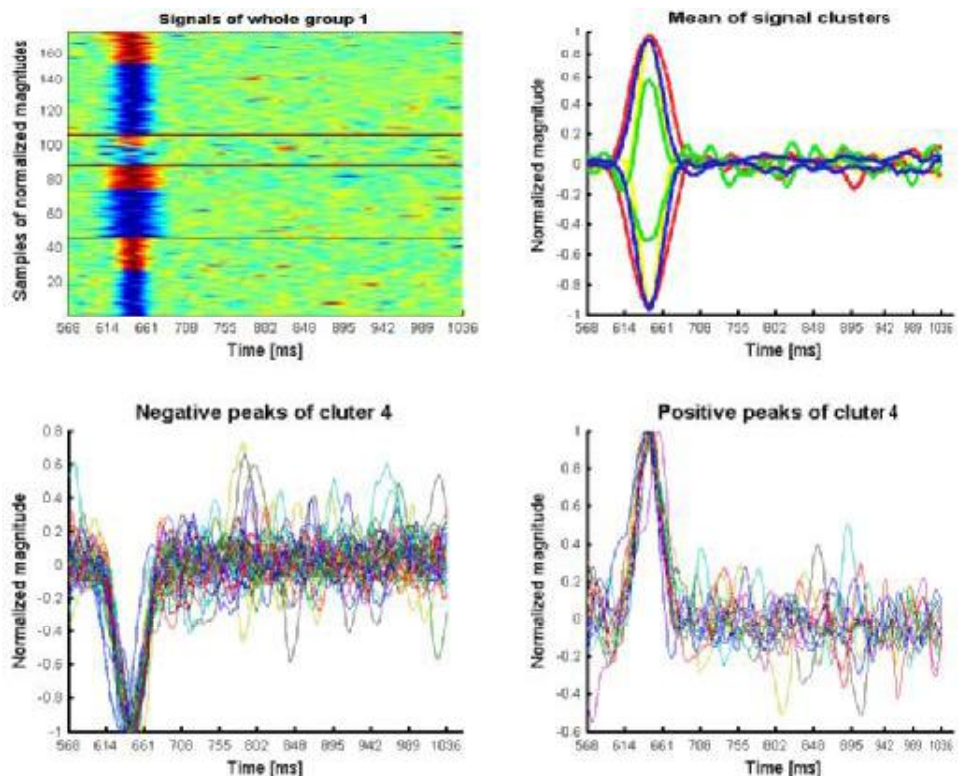 Signals of whole group 1
Samples of normalized magnitudes
160
140
120
100
80
60
40
20
568 614 661 708 755 802 848 895 942 989 1036
Time [ms]
Mean of signal clusters
Normalized magnitude
1
0.8
0.6
0.4
0.2
0
-0.2
-0.4
-0.6
-0.8
-1
568 614 661 708 755 802 848 895 942 989 1036
Time [ms]
Negative peaks of cluter 4
Normalized magnitude
0.8
0.6
0.4
0.2
0
-0.2
-0.4
-0.6
-0.8
-1
568 614 661 708 755 802 848 895 942 989 1036
Time [ms]
Positive peaks of cluter 4
Normalized magnitude
1
0.8
0.6
0.4
0.2
0
-0.2
-0.4
-0.6
568 614 661 708 755 802 848 895 942 989 1036
Time [ms]